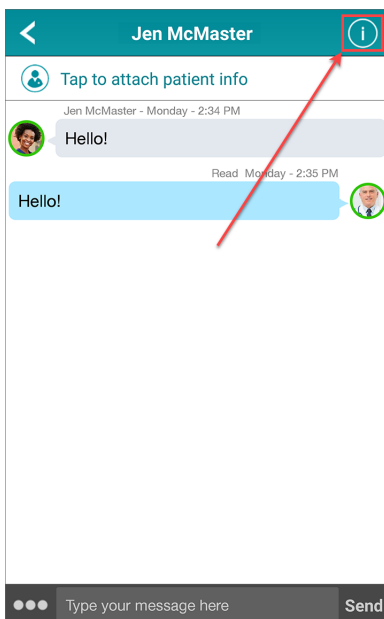 Jen McMaster
Tap to attach patient info
Jen McMaster - Monday - 2:34 PM
Hello!
Read Monday - 2:35 PM
Hello!
Type your message here
Send